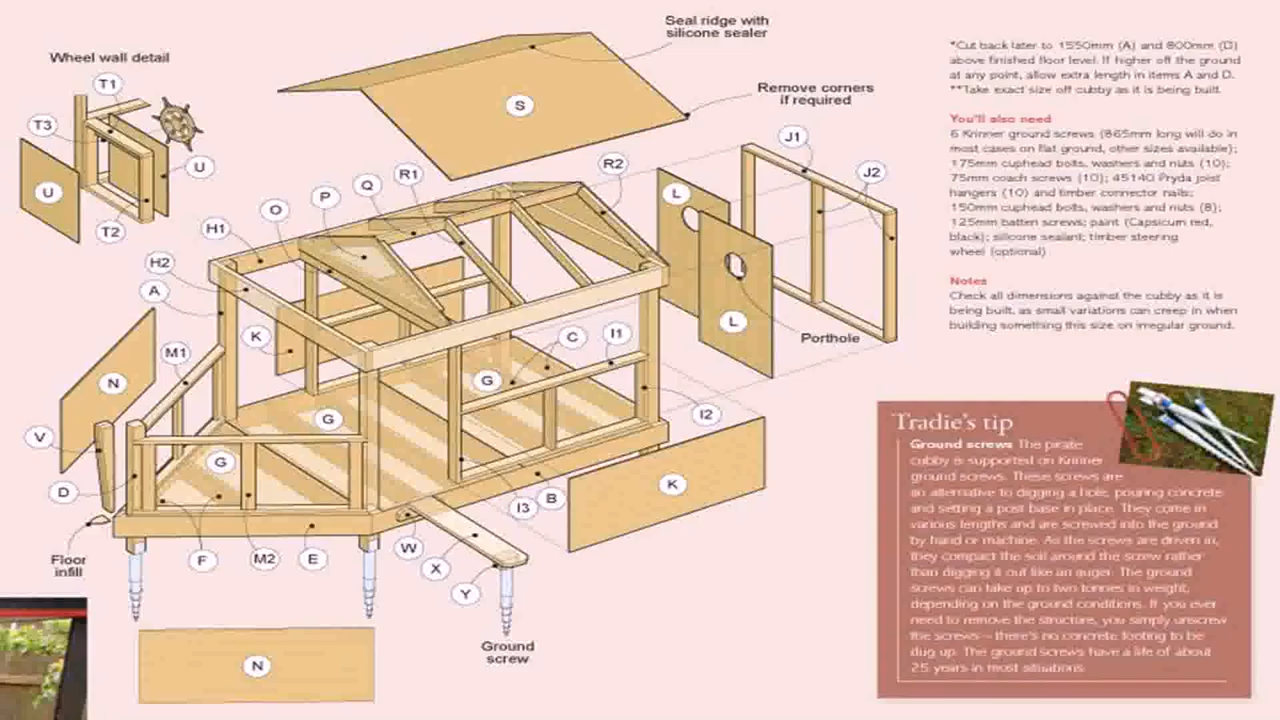 Wheel wall detail
T1
T3
U
U
T2
Seal ridge with
silicone sealer
S
Remove corners
if required
J1
J2
R2
R1
Q
P
O
H1
H2
A
L
L
Porthole
K
M1
N
C
I1
G
G
G
I2
V
D
K
B
I3
W
X
Y
F
M2
E
Floor
infill
Ground
screw
N
*Cut back later to 1550mm (A) and 800mm (D)
above finished floor level. If higher off the ground
at any point, allow extra length in items A and D.
**Take exact size off cubby as it is being built.
You'll also need
6 Krinner ground screws (865mm long will do in
most cases on flat ground, other sizes available);
175mm cuphead bolts, washers and nuts (10);
75mm coach screws (10); 45140 Pryda joist
hangers (10) and timber connector nails;
150mm cuphead bolts, washers and nuts (8);
125mm batten screws; paint (Capsicum red,
black); silicone sealant; timber steering
wheel (optional)
Notes
Check all dimensions against the cubby as it is
being built, as small variations can creep in when
building something this size on irregular ground.
Tradie's tip
Ground screws The pirate
cubby is supported on Krinner
ground screws. These screws are
an alternative to digging a hole, pouring concrete
and setting a post base in place. They come in
various lengths and are screwed into the ground
by hand or machine. As the screws are driven in,
they compact the soil around the screw rather
than digging it out like an auger. The ground
screws can take up to two tonnes in weight,
depending on the ground conditions. If you ever
need to remove the structure, you simply unscrew
the screws – there's no concrete footing to be
dug up. The ground screws have a life of about
25 years in most situations.